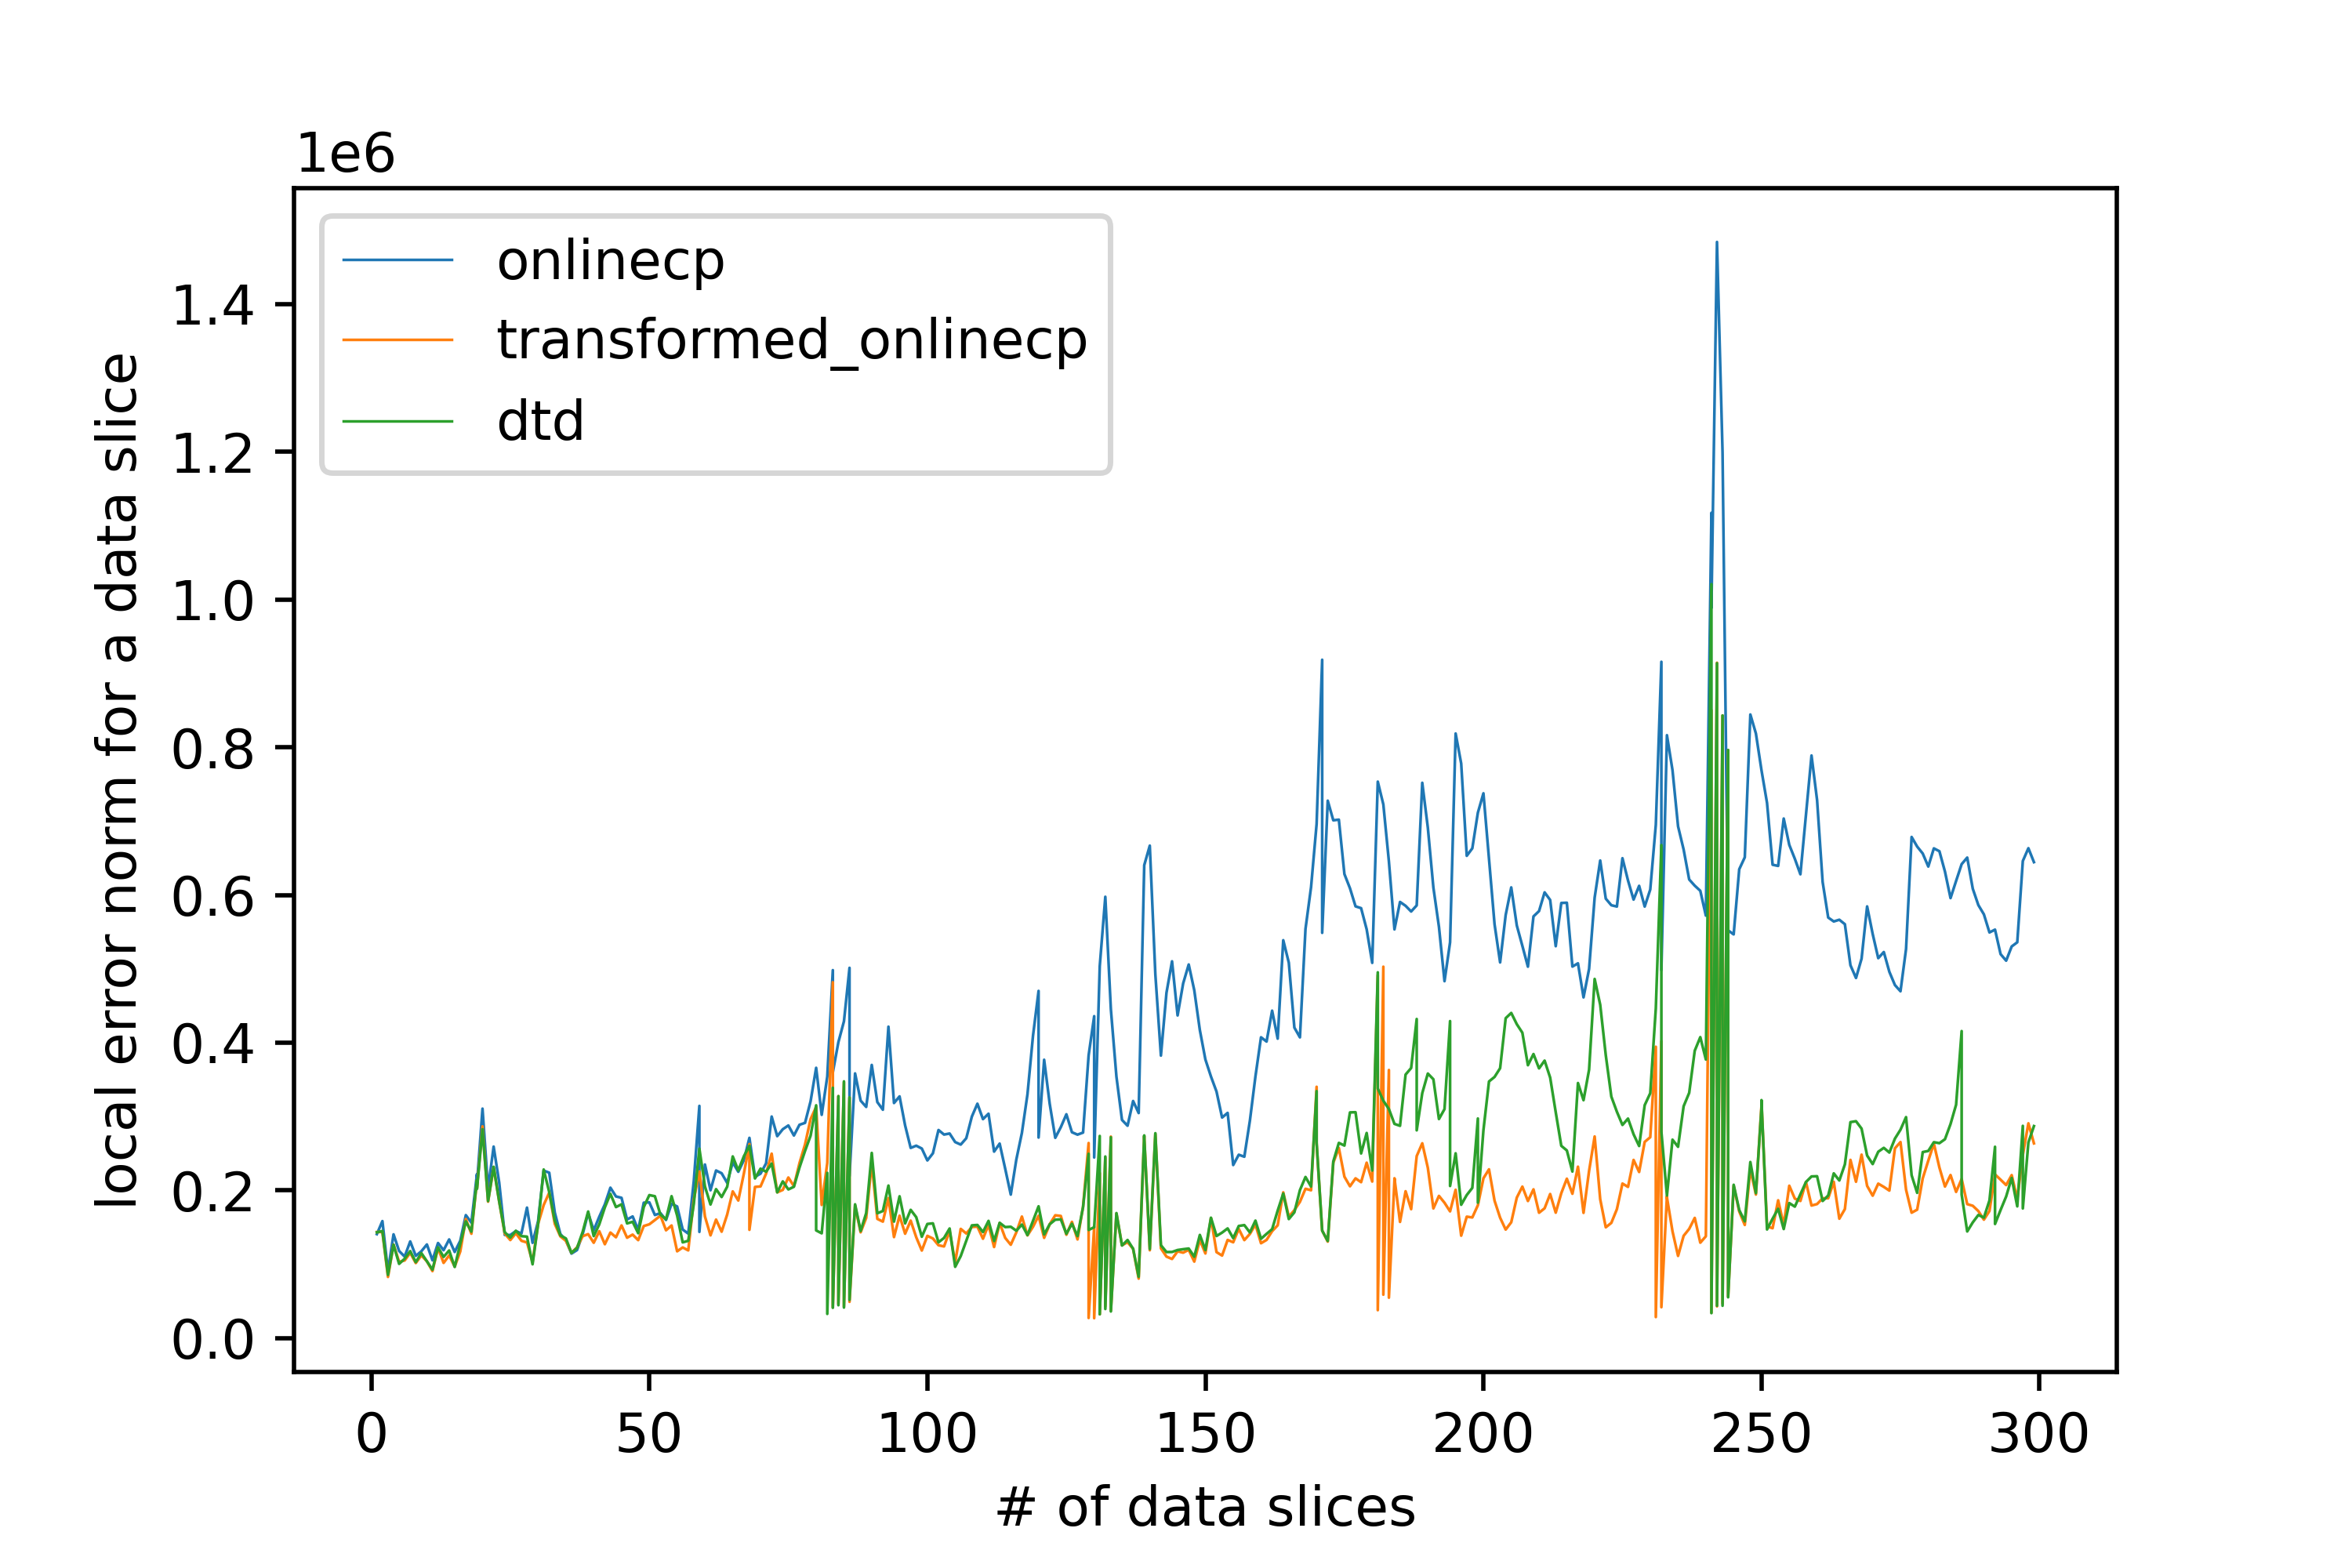 1e6
onlinecp
transformed_onlinecp
dtd
local error norm for a data slice
1.4
1.2
1.0
0.8
0.6
0.4
0.2
0.0
0 50 100 150 200 250 300
# of data slices